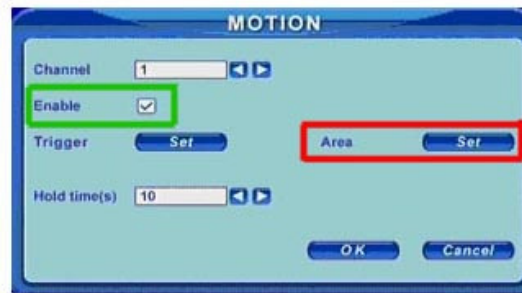 MOTION
Channel 1
Enable
Trigger Set Area Set
Hold time(s) 10
OK Cancel